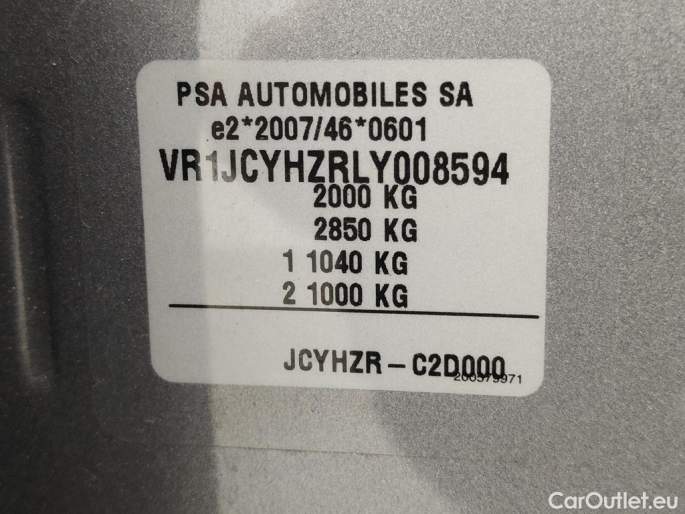 PSA AUTOMOBILES SA
e2*2007/46*0601
VR1JCYHZRLY008594
2000 KG
2850 KG
1 1040 KG
2 1000 KG
JCYHZR – C2D000
200579971
CarOutlet.eu